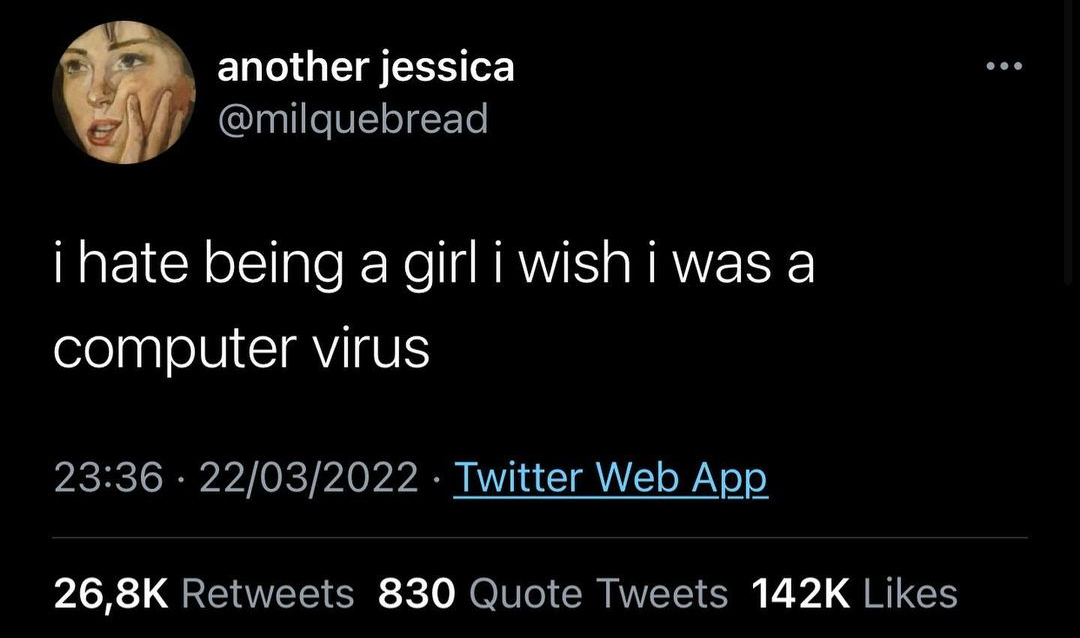 another jessica
@milquebread
i hate being a girl i wish i was a
computer virus
23:36 · 22/03/2022 · Twitter Web App
26,8K Retweets 830 Quote Tweets 142K Likes